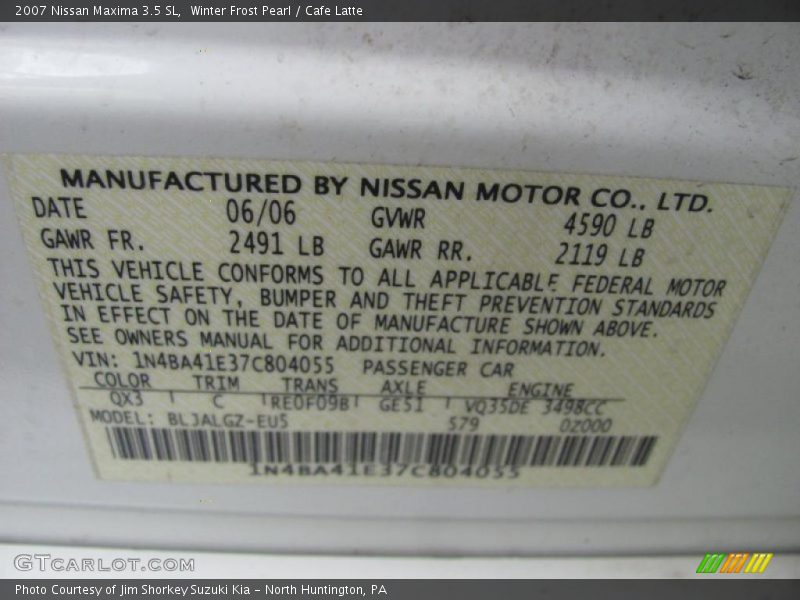 2007 Nissan Maxima 3.5 SL,  Winter Frost Pearl / Cafe Latte
MANUFACTURED BY NISSAN MOTOR CO., LTD.
DATE 06/06 GVWR 4590 LB
GAWR FR. 2491 LB GAWR RR. 2119 LB
THIS VEHICLE CONFORMS TO ALL APPLICABLE FEDERAL MOTOR
VEHICLE SAFETY, BUMPER AND THEFT PREVENTION STANDARDS
IN EFFECT ON THE DATE OF MANUFACTURE SHOWN ABOVE.
SEE OWNERS MANUAL FOR ADDITIONAL INFORMATION.
VIN: 1N4BA41E37C804055 PASSENGER CAR
COLOR TRIM TRANS AXLE ENGINE
QX3 C RE0F09B GE51 VQ35DE 3498CC
MODEL: BLJALGZ-EU5 579 0Z000
1N4BA41E37C804055
GTCARLOT.COM
Photo Courtesy of Jim Shorkey Suzuki Kia – North Huntington, PA